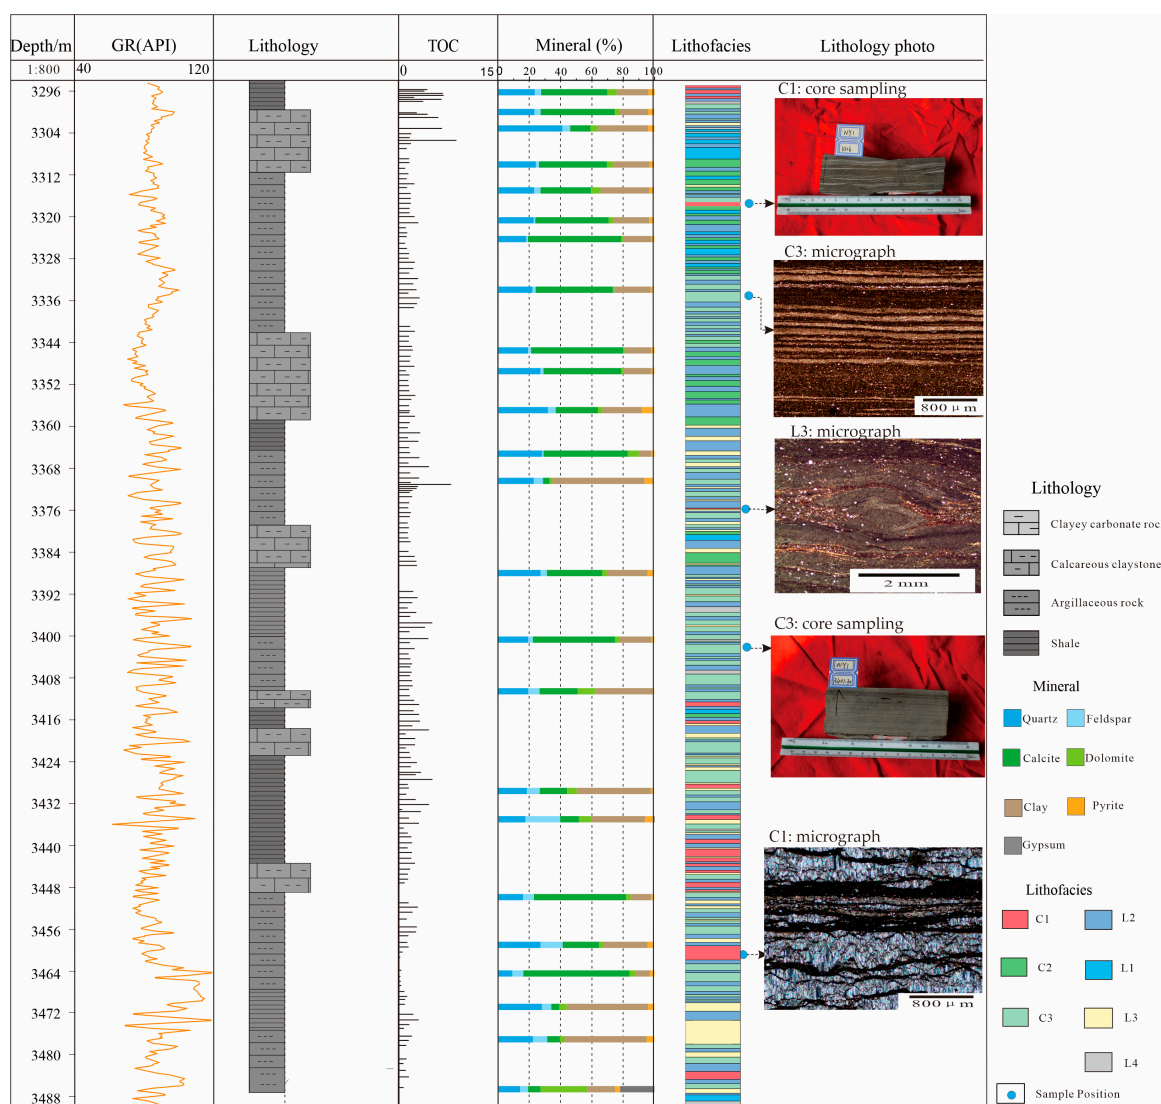 Depth/m GR(API) Lithology TOC Mineral (%) Lithofacies Lithology photo
1:800 40 120 0 15 0 20 40 60 80 100
3296
3304
3312
3320
3328
3336
3344
3352
3360
3368
3376
3384
3392
3400
3408
3416
3424
3432
3440
3448
3456
3464
3472
3480
3488
C1: core sampling
NY1
C3: micrograph
800 μ m
L3: micrograph
2 mm
C3: core sampling
NY1
C1: micrograph
800 μ m
Lithology
Clayey carbonate roc
Calcareous claystone
Argillaceous rock
Shale
Mineral
Quartz Feldspar
Calcite Dolomite
Clay Pyrite
Gypsum
Lithofacies
C1 L2
C2 L1
C3 L3
L4
Sample Position